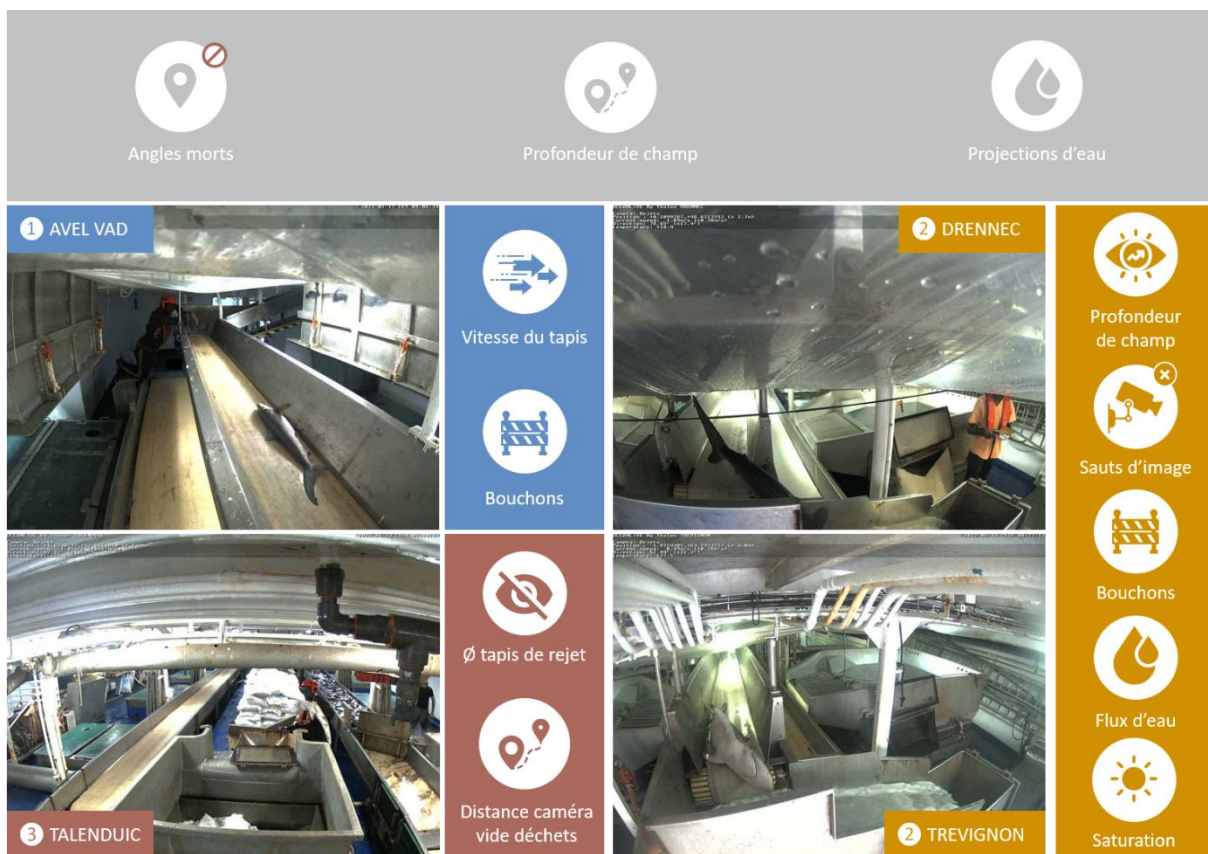 Angles morts
Profondeur de champ
Projections d'eau
1 AVEL VAD
Vitesse du tapis
Bouchons
2 DRENNEC
Profondeur
de champ
Sauts d'image
Bouchons
Flux d'eau
Saturation
3 TALENDUIC
Ø tapis de rejet
Distance caméra
vide déchets
2 TREVIGNON